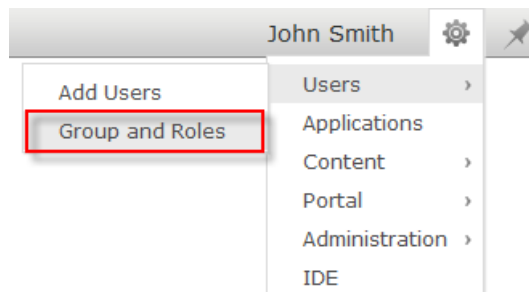 John Smith
Add Users
Group and Roles
Users
Applications
Content
Portal
Administration
IDE